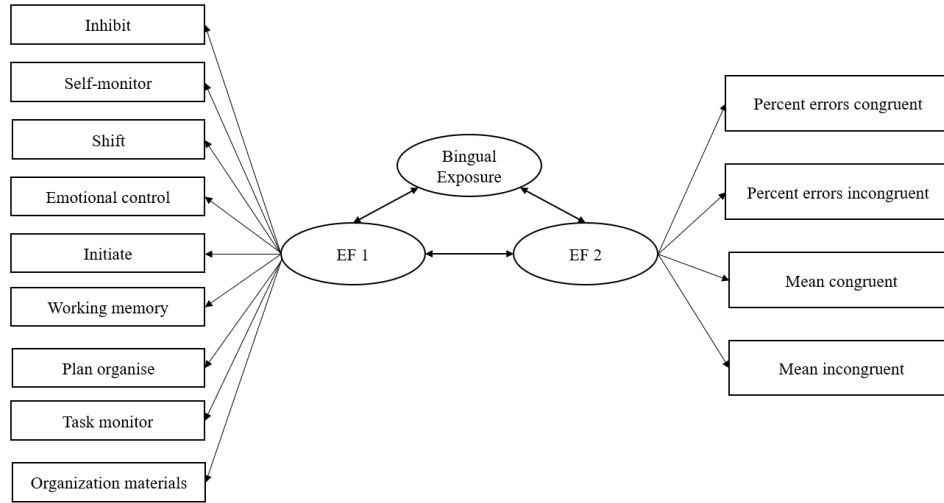 Inhibit
Self-monitor
Shift
Emotional control
Initiate
Working memory
Plan organise
Task monitor
Organization materials
Bingual
Exposure
EF 1
EF 2
Percent errors congruent
Percent errors incongruent
Mean congruent
Mean incongruent